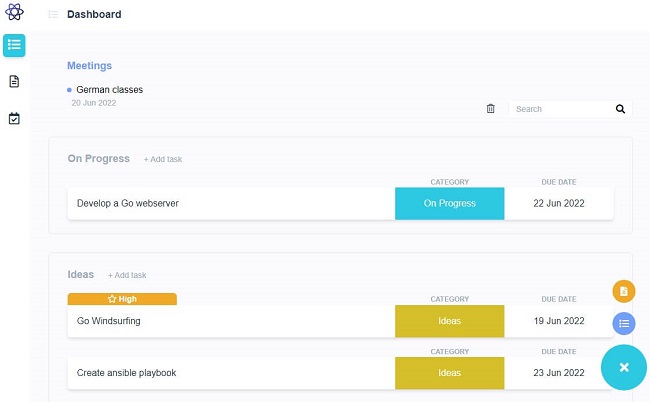 Dashboard
Meetings
German classes
20 Jun 2022
Search
On Progress + Add task
CATEGORY DUE DATE
Develop a Go webserver On Progress 22 Jun 2022
Ideas + Add task
High CATEGORY DUE DATE
Go Windsurfing Ideas 19 Jun 2022
CATEGORY DUE DATE
Create ansible playbook Ideas 23 Jun 2022